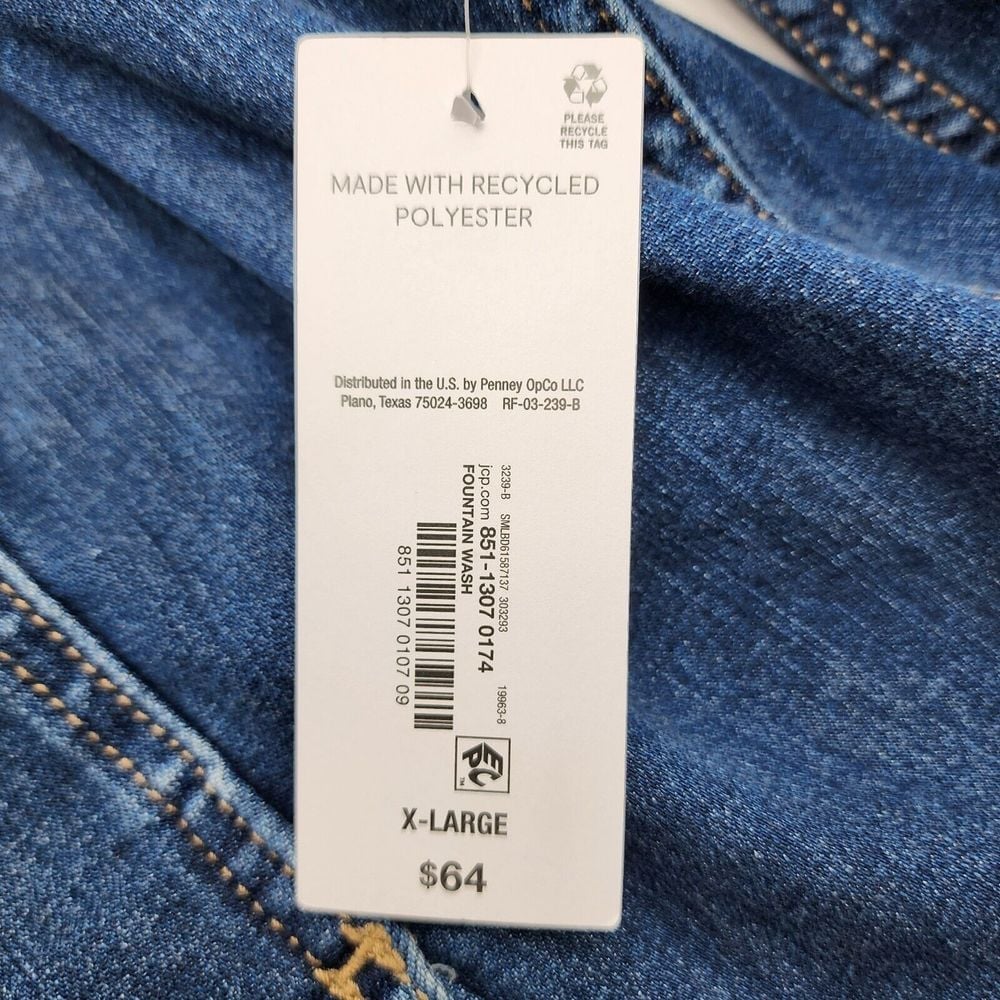 PLEASE
RECYCLE
THIS TAG
MADE WITH RECYCLED
POLYESTER
Distributed in the U.S. by Penney OpCo LLC
Plano, Texas 75024-3698 RF-03-239-B
3239-B SMLBD61587137 303293 19963-8
jcp.com 851-1307 0174
FOUNTAIN WASH
851 1307 0107 09
ECP™
X-LARGE
$64